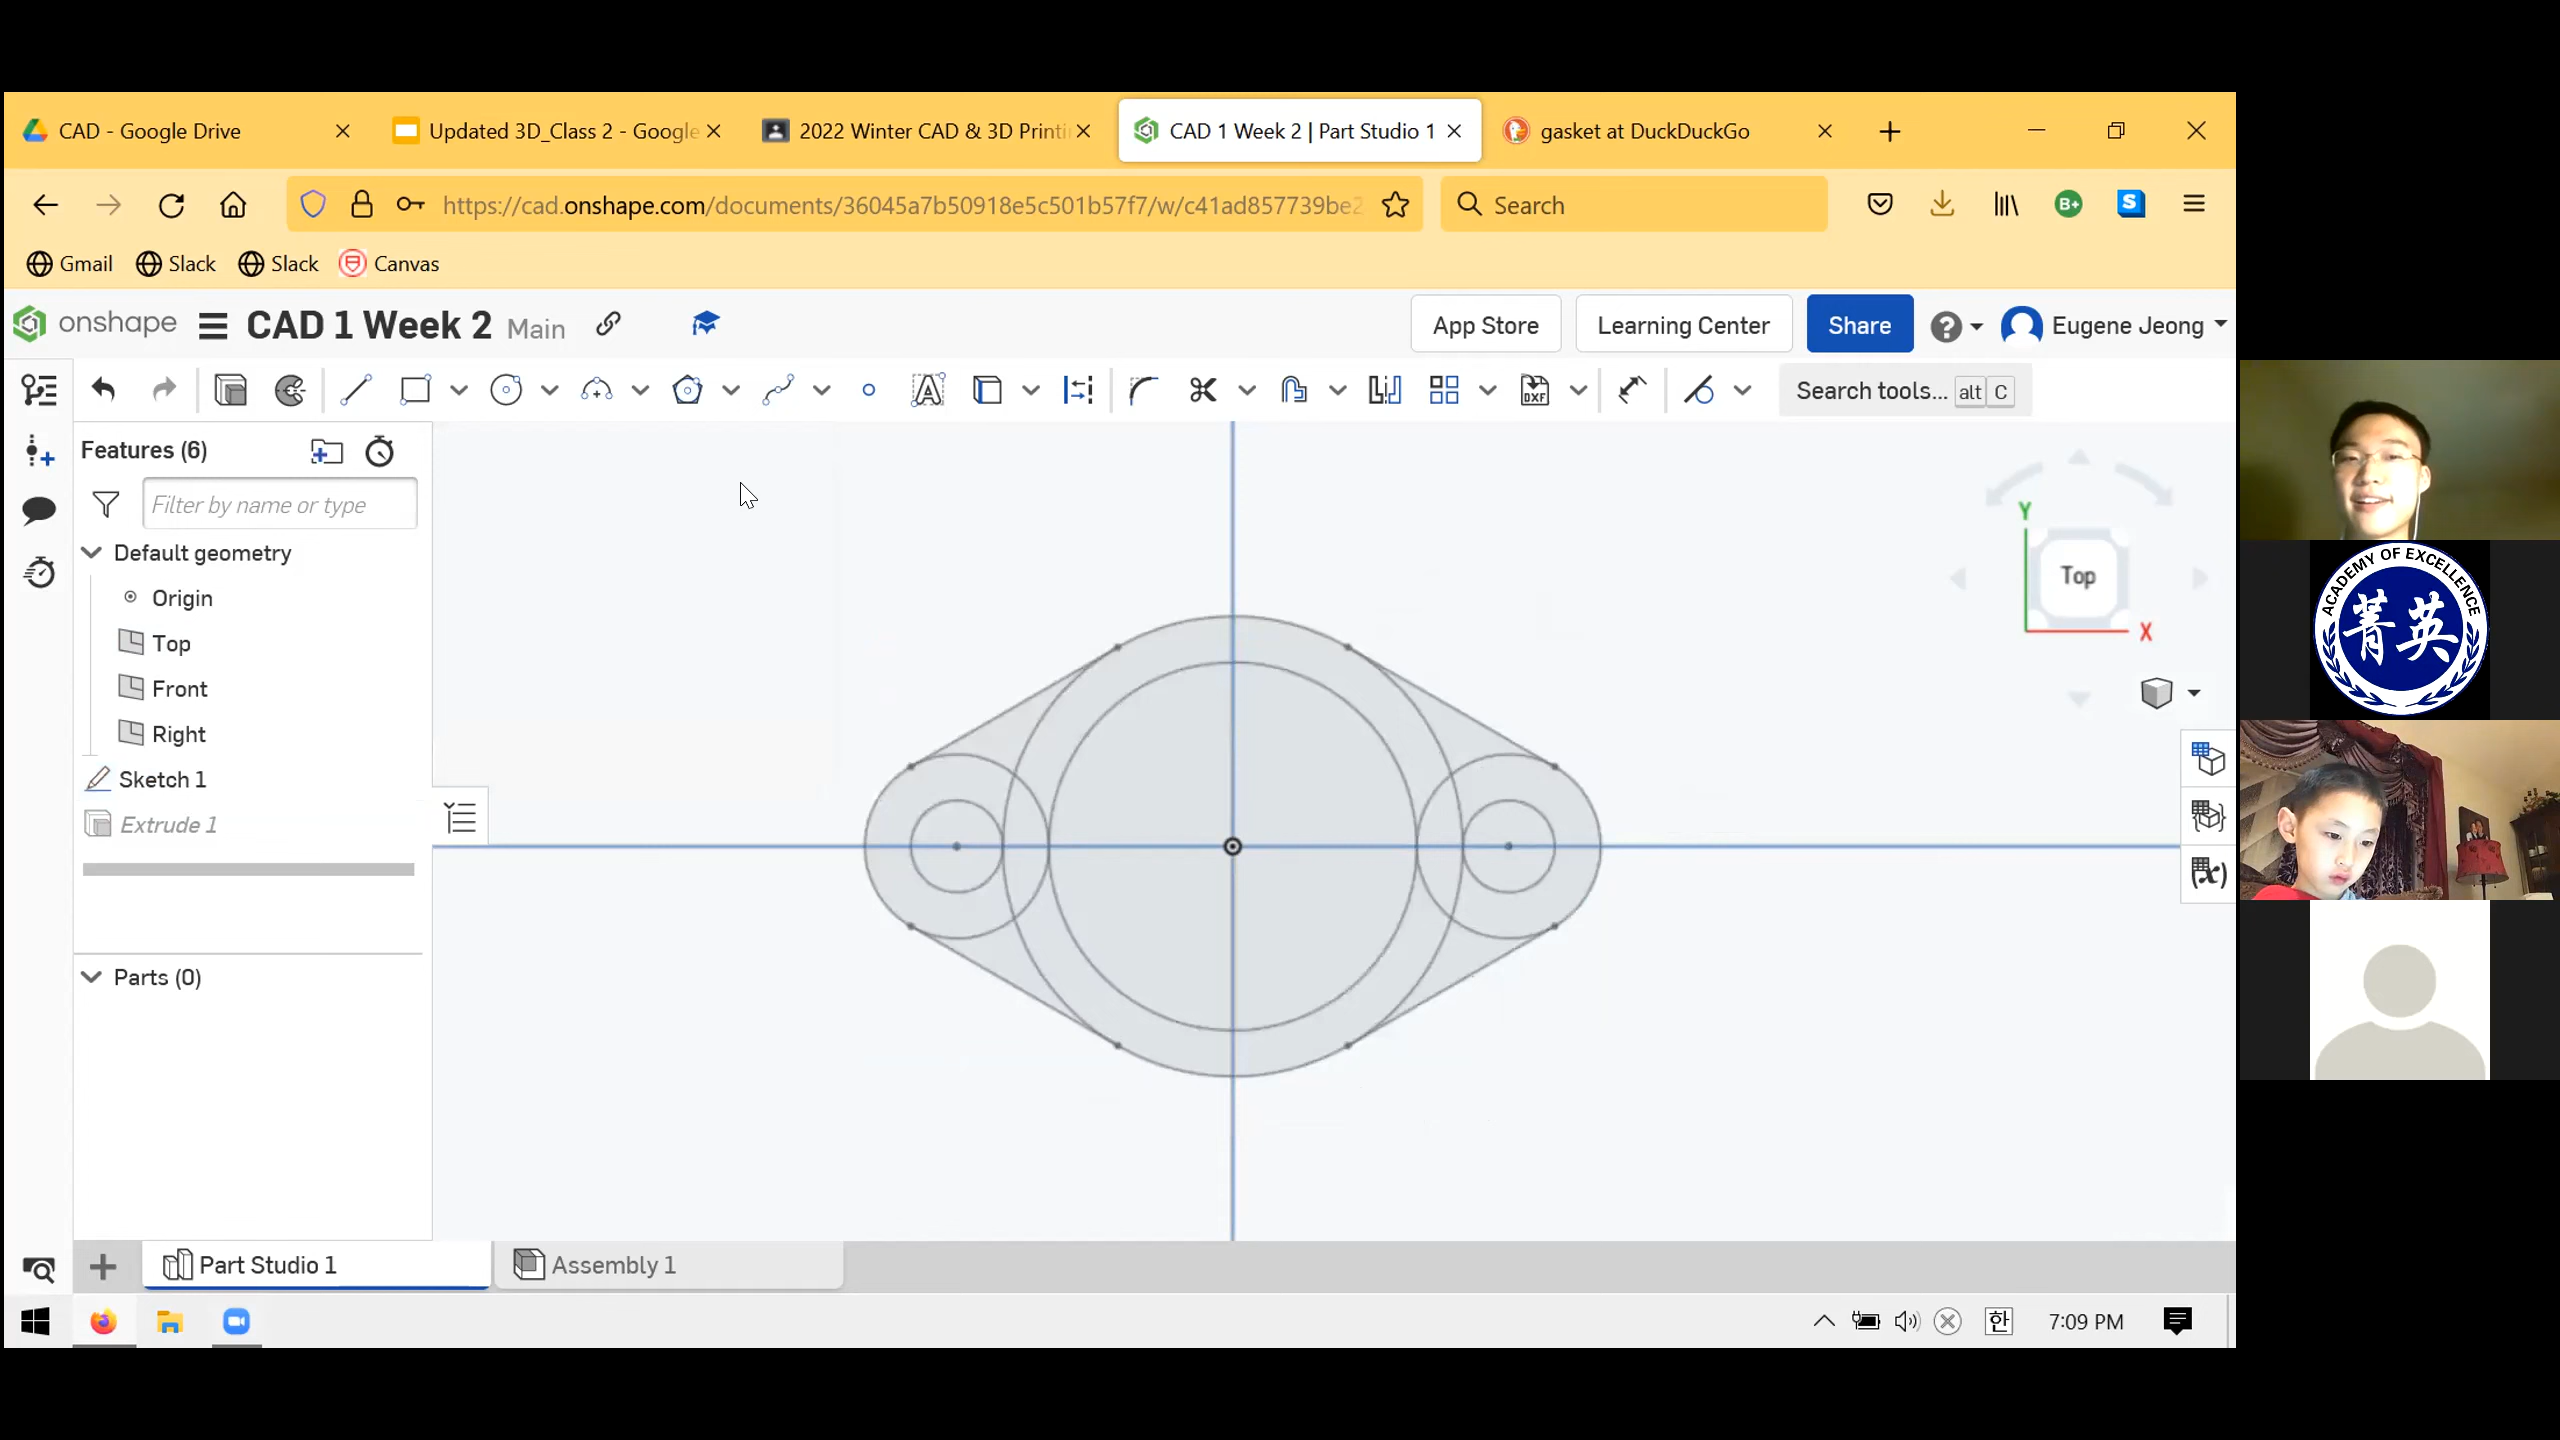 CAD - Google Drive
Updated 3D_Class 2 - Google
2022 Winter CAD & 3D Printi
CAD 1 Week 2 | Part Studio 1
gasket at DuckDuckGo
https://cad.onshape.com/documents/36045a7b50918e5c501b57f7/w/c41ad857739be2
Search
B+
S
Gmail
Slack
Slack
Canvas
onshape
CAD 1 Week 2
Main
App Store
Learning Center
Share
Eugene Jeong
Search tools... alt C
Features (6)
Filter by name or type
Default geometry
Origin
Top
Front
Right
Sketch 1
Extrude 1
Parts (0)
Y
Top
X
(x)
ACADEMY OF EXCELLENCE
菁英
Part Studio 1
Assembly 1
한
7:09 PM